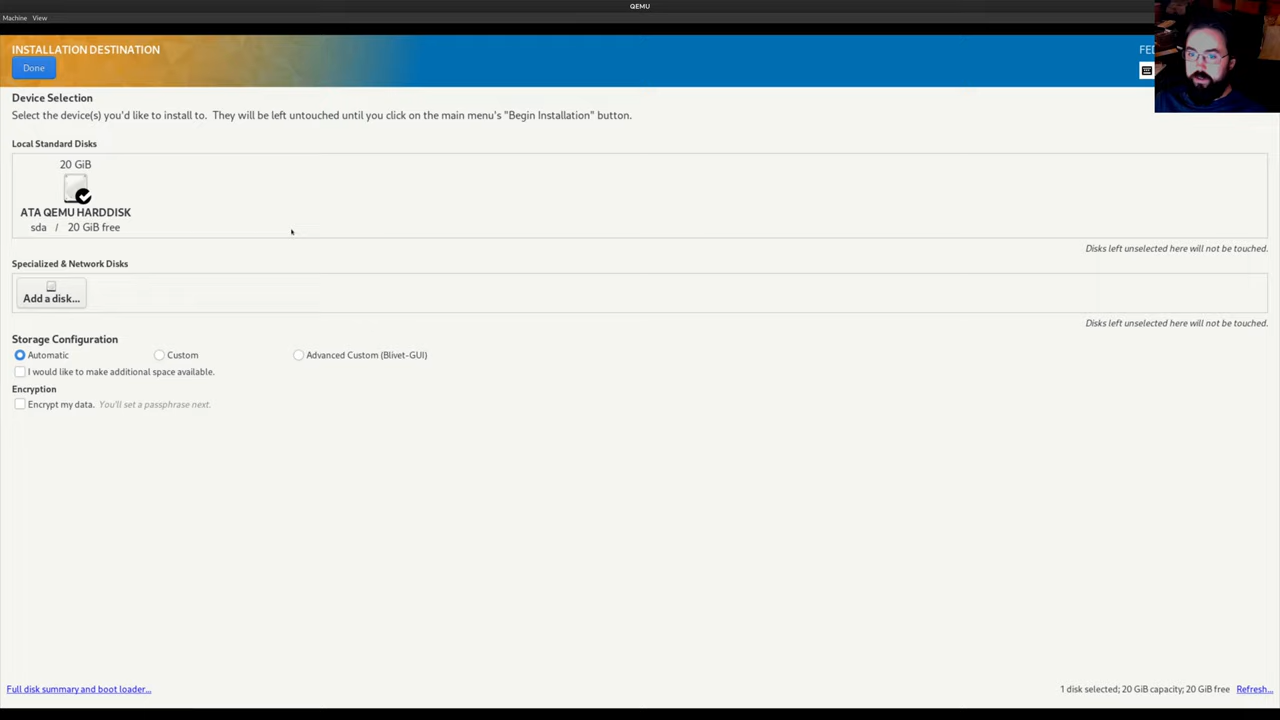 QEMU
Machine View
INSTALLATION DESTINATION
FED
Done
Device Selection
Select the device(s) you'd like to install to. They will be left untouched until you click on the main menu's "Begin Installation" button.
Local Standard Disks
20 GiB
ATA QEMU HARDDISK
sda / 20 GiB free
Disks left unselected here will not be touched.
Specialized & Network Disks
Add a disk...
Disks left unselected here will not be touched.
Storage Configuration
Automatic Custom Advanced Custom (Blivet-GUI)
I would like to make additional space available.
Encryption
Encrypt my data. You'll set a passphrase next.
Full disk summary and boot loader... 1 disk selected; 20 GiB capacity; 20 GiB free Refresh...